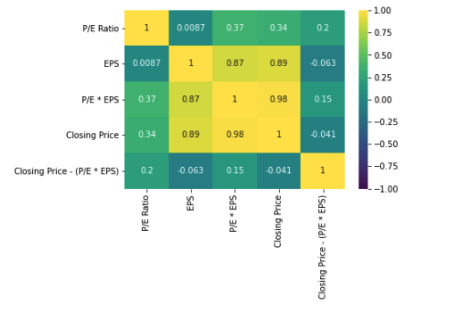 P/E Ratio 1 0.0087 0.37 0.34 0.2
EPS 0.0087 1 0.87 0.89 -0.063
P/E * EPS 0.37 0.87 1 0.98 0.15
Closing Price 0.34 0.89 0.98 1 -0.041
Closing Price - (P/E * EPS) 0.2 -0.063 0.15 -0.041 1
P/E Ratio
EPS
P/E * EPS
Closing Price
Closing Price - (P/E * EPS)
1.00
0.75
0.50
0.25
0.00
−0.25
−0.50
−0.75
−1.00